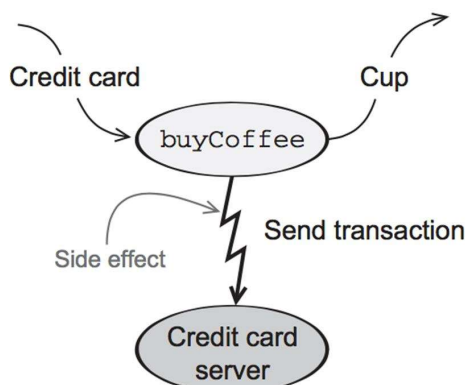 Credit card
Cup
buyCoffee
Send transaction
Side effect
Credit card
server